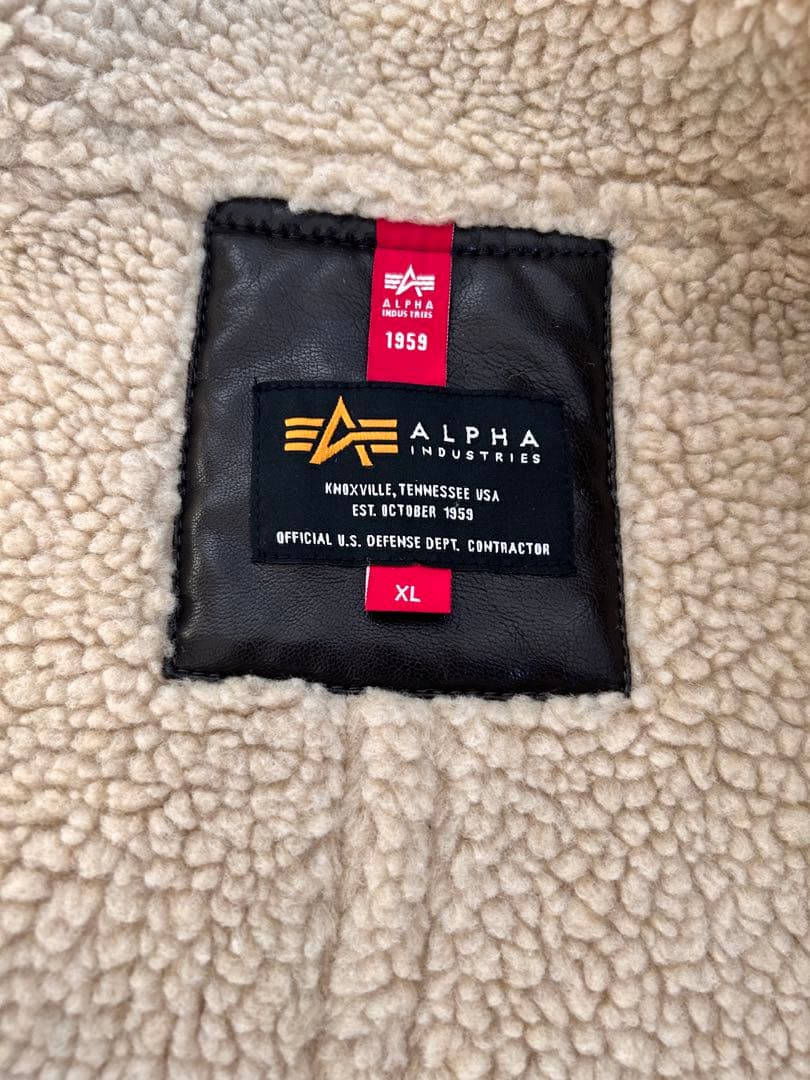 ALPHA
INDUSTRIES
1959
ALPHA
INDUSTRIES
KNOXVILLE, TENNESSEE USA
EST. OCTOBER 1959
OFFICIAL U.S. DEFENSE DEPT. CONTRACTOR
XL